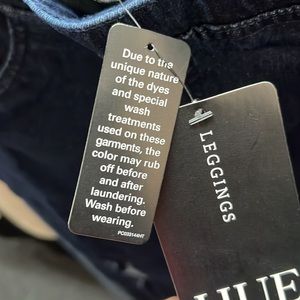 Due to the
unique nature
of the dyes
and special
wash
treatments
used on these
garments, the
color may rub
off before
and after
laundering.
Wash before
wearing.
LEGGINGS
HUE